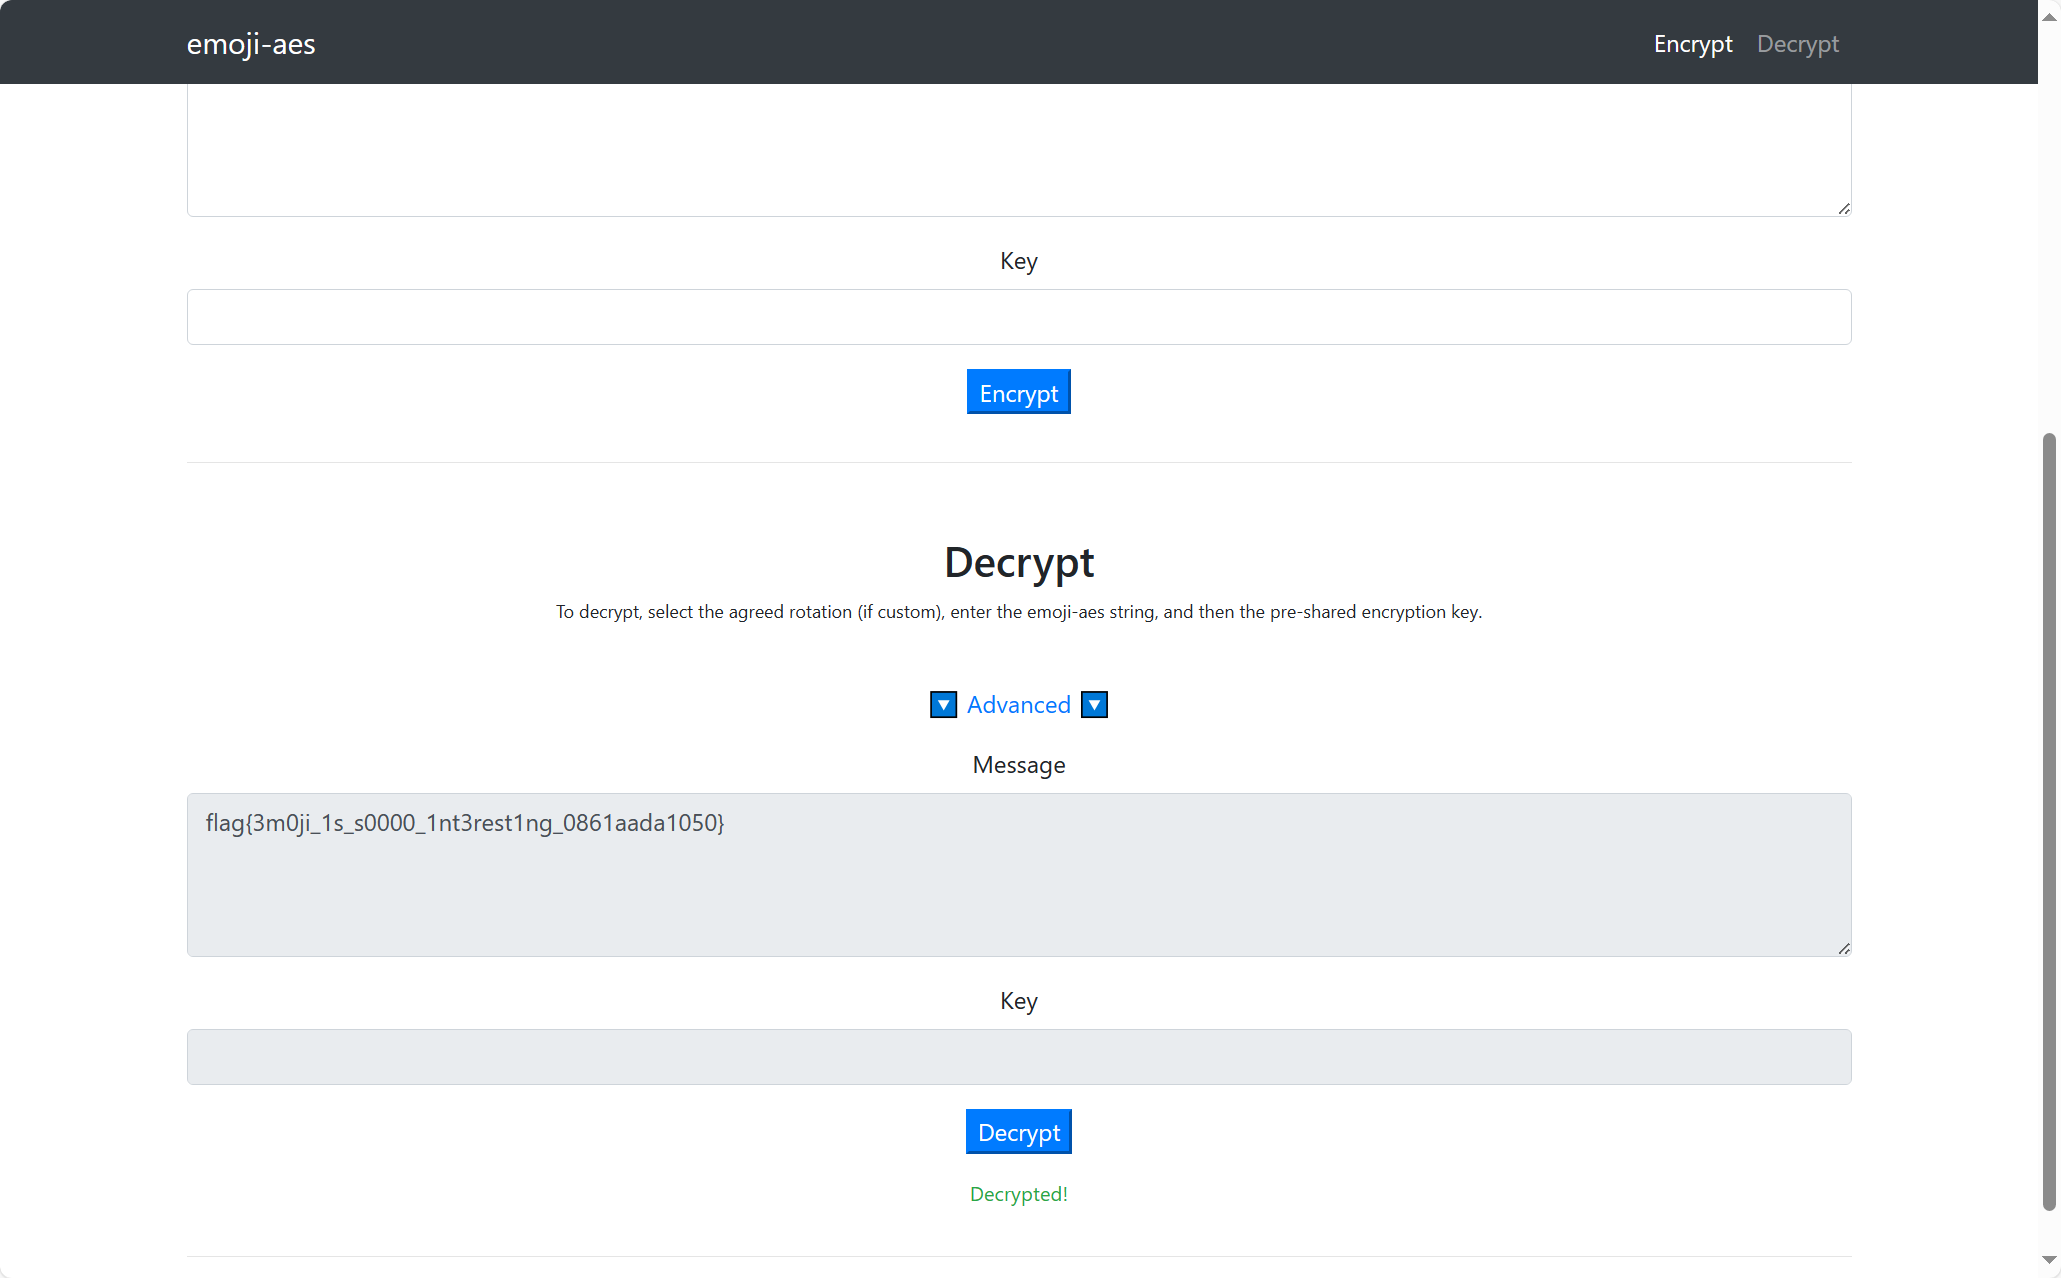 emoji-aes
Encrypt Decrypt
Key
Encrypt
Decrypt
To decrypt, select the agreed rotation (if custom), enter the emoji-aes string, and then the pre-shared encryption key.
🔽 Advanced 🔽
Message
flag{3m0ji_1s_s0000_1nt3rest1ng_0861aada1050}
Key
Decrypt
Decrypted!